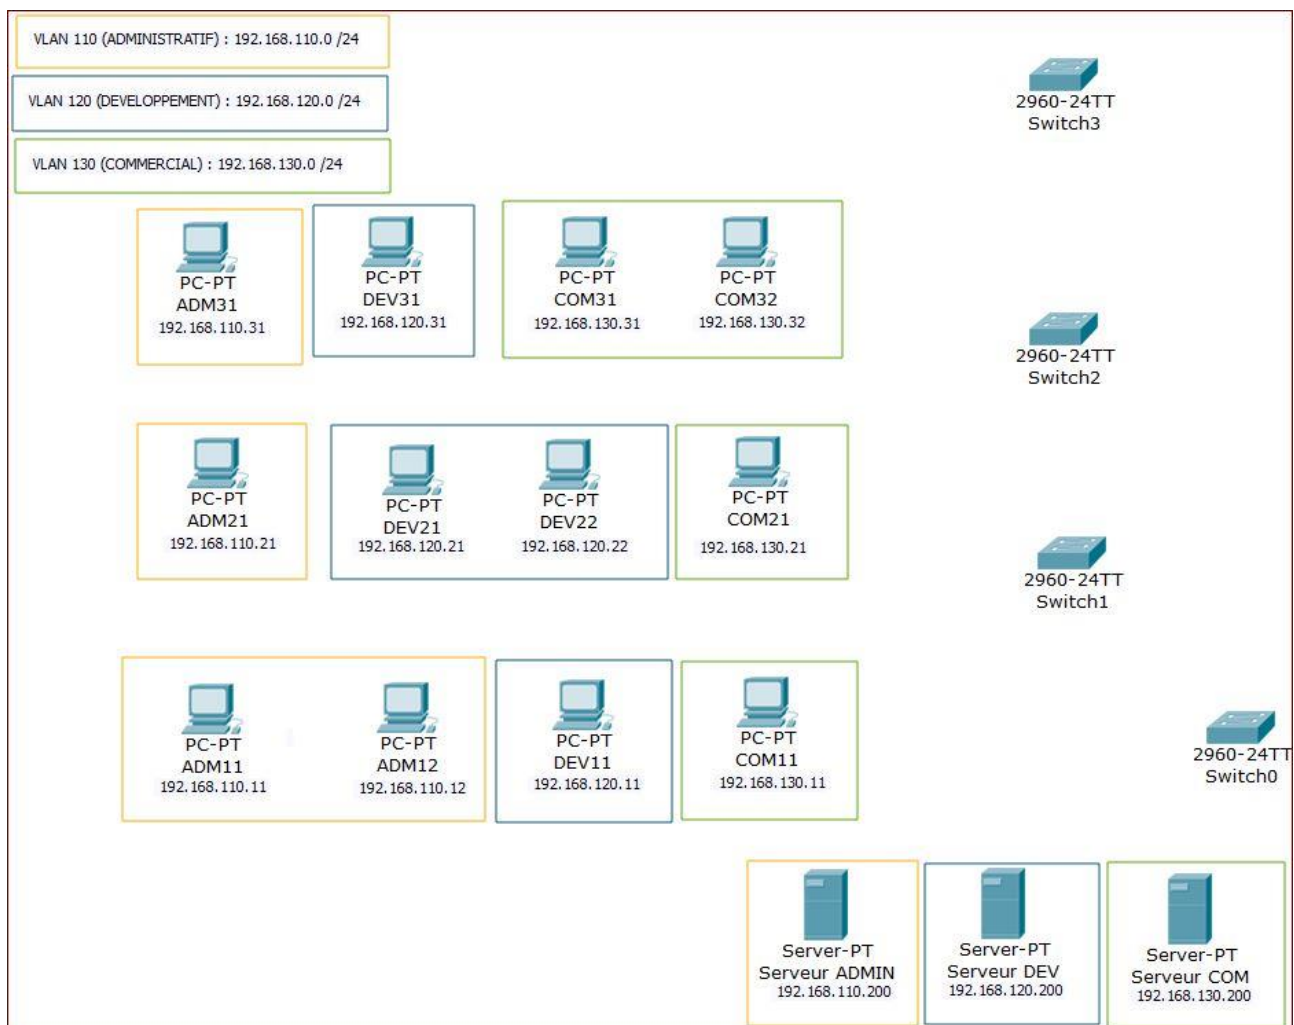 VLAN 110 (ADMINISTRATIF) : 192.168.110.0 /24
VLAN 120 (DEVELOPPEMENT) : 192.168.120.0 /24
VLAN 130 (COMMERCIAL) : 192.168.130.0 /24
2960-24TT
Switch3
PC-PT
ADM31
192.168.110.31
PC-PT
DEV31
192.168.120.31
PC-PT
COM31
192.168.130.31
PC-PT
COM32
192.168.130.32
2960-24TT
Switch2
PC-PT
ADM21
192.168.110.21
PC-PT
DEV21
192.168.120.21
PC-PT
DEV22
192.168.120.22
PC-PT
COM21
192.168.130.21
2960-24TT
Switch1
PC-PT
ADM11
192.168.110.11
PC-PT
ADM12
192.168.110.12
PC-PT
DEV11
192.168.120.11
PC-PT
COM11
192.168.130.11
2960-24TT
Switch0
Server-PT
Serveur ADMIN
192.168.110.200
Server-PT
Serveur DEV
192.168.120.200
Server-PT
Serveur COM
192.168.130.200